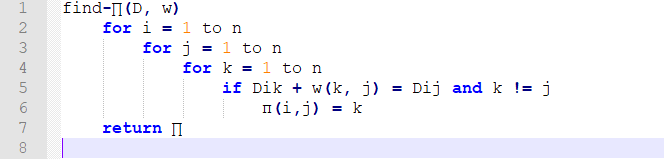 1 find-∏(D, w)
2 for i = 1 to n
3 for j = 1 to n
4 for k = 1 to n
5 if Dik + w(k, j) = Dij and k != j
6 π(i,j) = k
7 return ∏
8